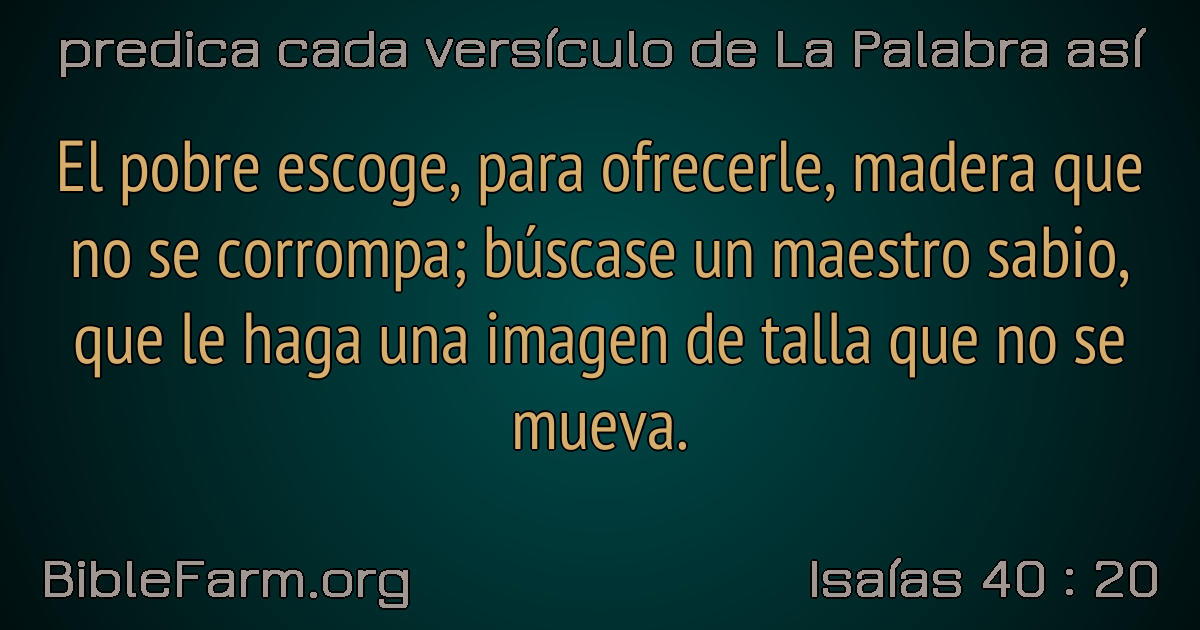 predica cada versículo de La Palabra así
El pobre escoge, para ofrecerle, madera que
no se corrompa; búscase un maestro sabio,
que le haga una imagen de talla que no se
mueva.
BibleFarm.org
Isaías 40 : 20